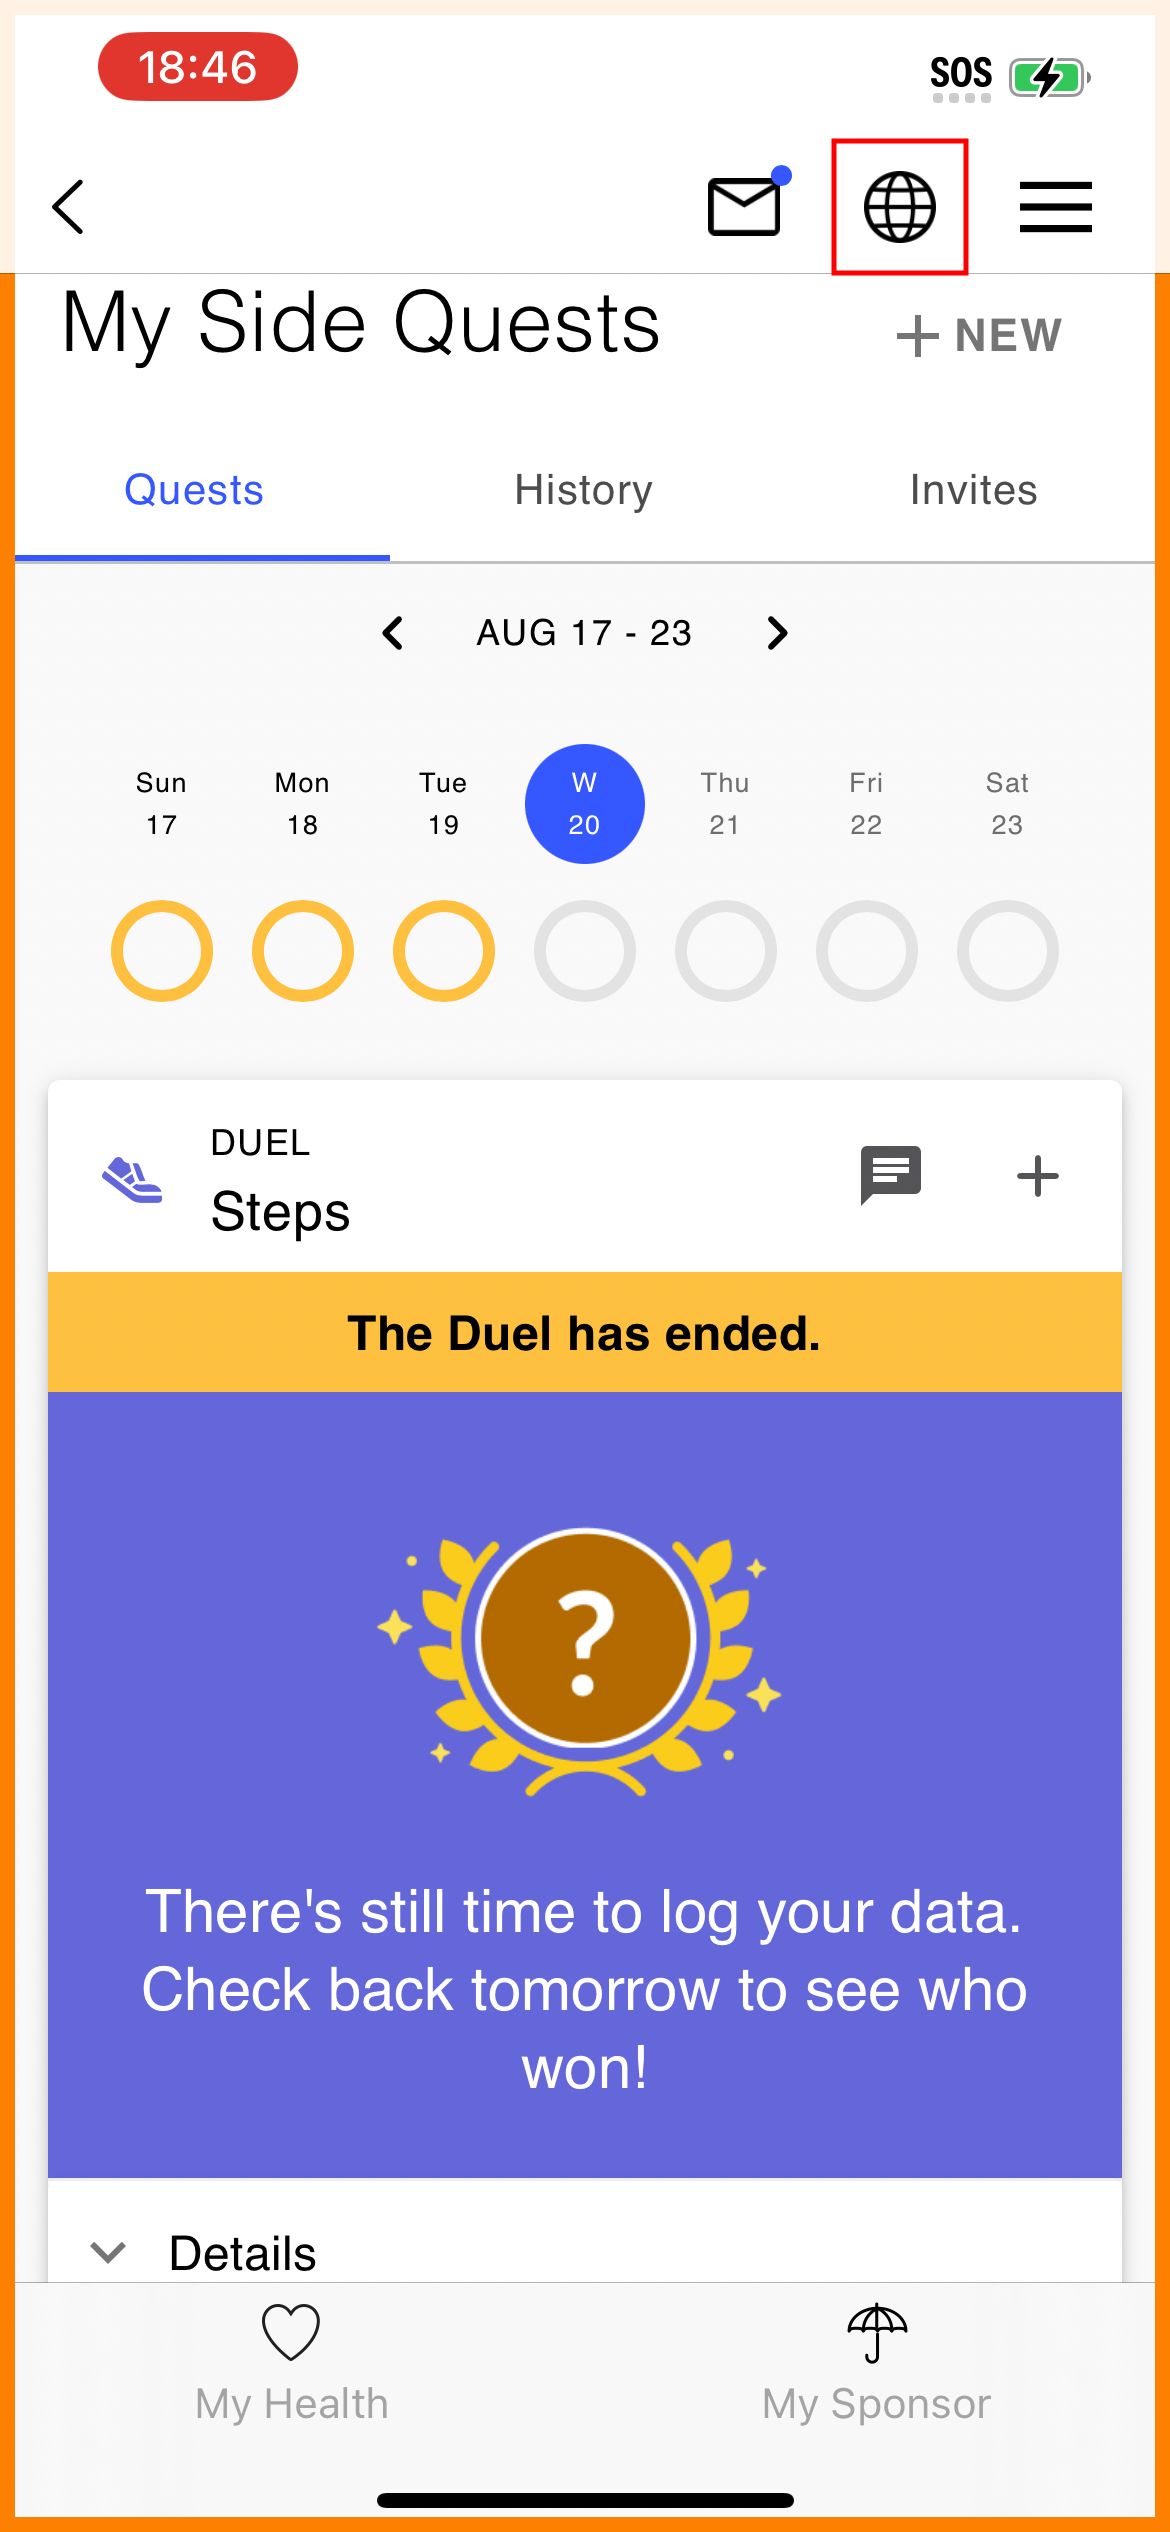 18:46
SOS
My Side Quests
+ NEW
Quests
History
Invites
AUG 17 - 23
Sun
Mon
Tue
W
Thu
Fri
Sat
17
18
19
20
21
22
23
DUEL
Steps
The Duel has ended.
?
There's still time to log your data.
Check back tomorrow to see who
won!
Details
My Health
My Sponsor